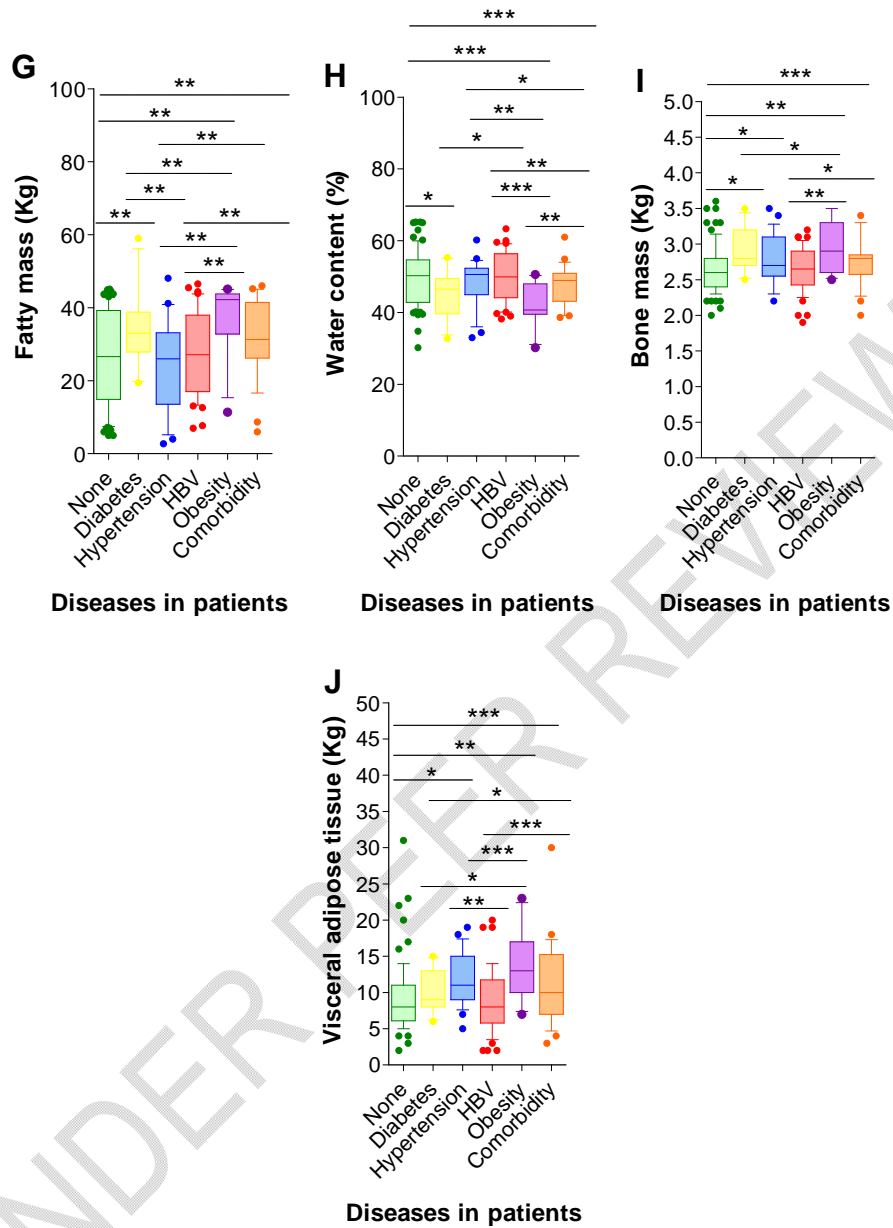 G
Fatty mass (Kg)
100
80
60
40
20
0
** ** ** ** ** ** ** ** **
None
Diabetes
Hypertension
HBV
Obesity
Comorbidity
Diseases in patients
H
Water content (%)
100
80
60
40
20
0
*** *** * ** * ** *** * **
None
Diabetes
Hypertension
HBV
Obesity
Comorbidity
Diseases in patients
I
Bone mass (Kg)
5.0
4.5
4.0
3.5
3.0
2.5
2.0
1.5
1.0
0.5
0.0
*** ** * * * * **
None
Diabetes
Hypertension
HBV
Obesity
Comorbidity
Diseases in patients
J
Visceral adipose tissue (Kg)
50
45
40
35
30
25
20
15
10
5
0
*** ** * * *** *** * **
None
Diabetes
Hypertension
HBV
Obesity
Comorbidity
Diseases in patients
UNDER PEER REVIEW